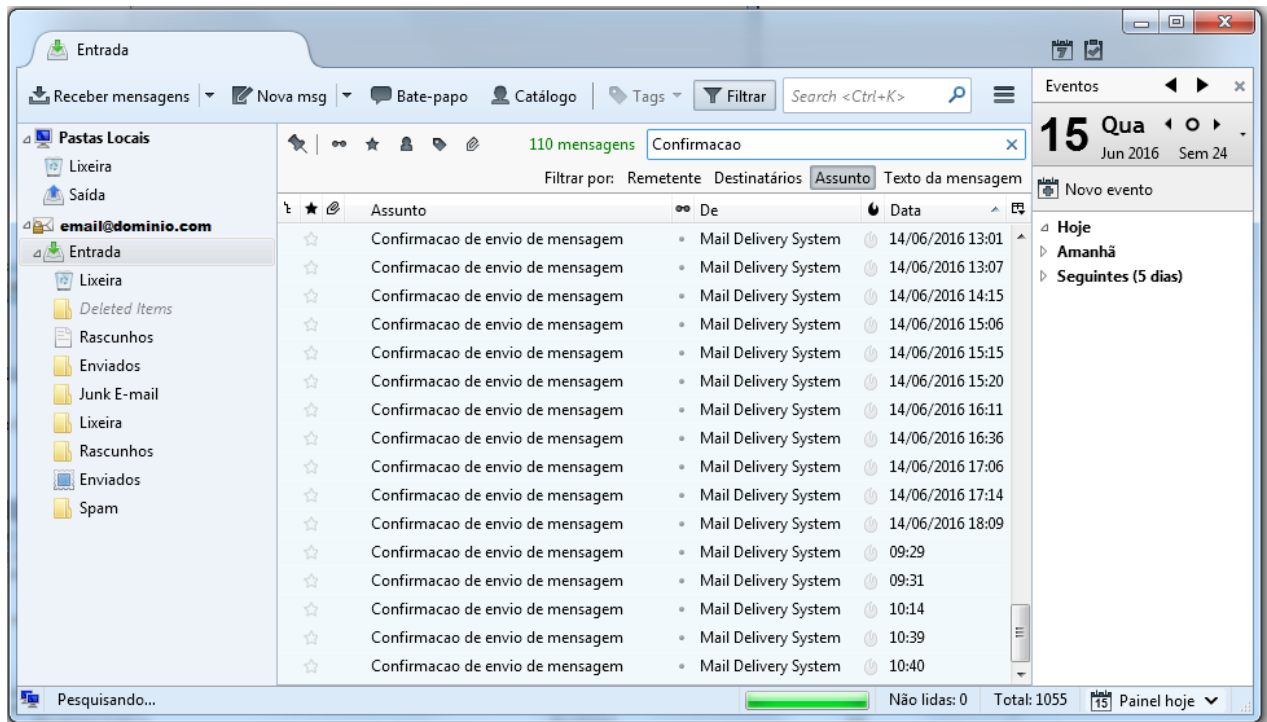 Entrada
7
Receber mensagens Nova msg Bate-papo Catálogo Tags Filtrar Search <Ctrl+K>
Pastas Locais
Lixeira
Saída
email@dominio.com
Entrada
Lixeira
Deleted Items
Rascunhos
Enviados
Junk E-mail
Lixeira
Rascunhos
Enviados
Spam
110 mensagens Confirmacao
Filtrar por: Remetente Destinatários Assunto Texto da mensagem
Assunto De Data
Confirmacao de envio de mensagem Mail Delivery System 14/06/2016 13:01
Confirmacao de envio de mensagem Mail Delivery System 14/06/2016 13:07
Confirmacao de envio de mensagem Mail Delivery System 14/06/2016 14:15
Confirmacao de envio de mensagem Mail Delivery System 14/06/2016 15:06
Confirmacao de envio de mensagem Mail Delivery System 14/06/2016 15:15
Confirmacao de envio de mensagem Mail Delivery System 14/06/2016 15:20
Confirmacao de envio de mensagem Mail Delivery System 14/06/2016 16:11
Confirmacao de envio de mensagem Mail Delivery System 14/06/2016 16:36
Confirmacao de envio de mensagem Mail Delivery System 14/06/2016 17:06
Confirmacao de envio de mensagem Mail Delivery System 14/06/2016 17:14
Confirmacao de envio de mensagem Mail Delivery System 14/06/2016 18:09
Confirmacao de envio de mensagem Mail Delivery System 09:29
Confirmacao de envio de mensagem Mail Delivery System 09:31
Confirmacao de envio de mensagem Mail Delivery System 10:14
Confirmacao de envio de mensagem Mail Delivery System 10:39
Confirmacao de envio de mensagem Mail Delivery System 10:40
Eventos
15 Qua
Jun 2016 Sem 24
Novo evento
Hoje
Amanhã
Seguintes (5 dias)
Pesquisando... Não lidas: 0 Total: 1055 15 Painel hoje